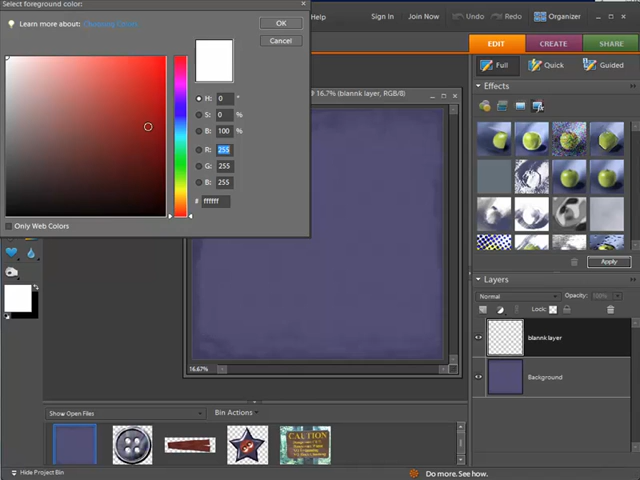 Select foreground color:
Learn more about: Choosing Colors
OK
Cancel
H: 0 °
S: 0 %
B: 100 %
R: 255
G: 255
B: 255
# ffffff
Only Web Colors
Help Sign In Join Now Undo Redo Organizer
EDIT CREATE SHARE
Full Quick Guided
Effects
16.7% (blannk layer, RGB/8)
Apply
Layers
Normal Opacity:
Lock:
blannk layer
Background
16.67%
Show Open Files Bin Actions
CAUTION
Hide Project Bin
Do more. See how.